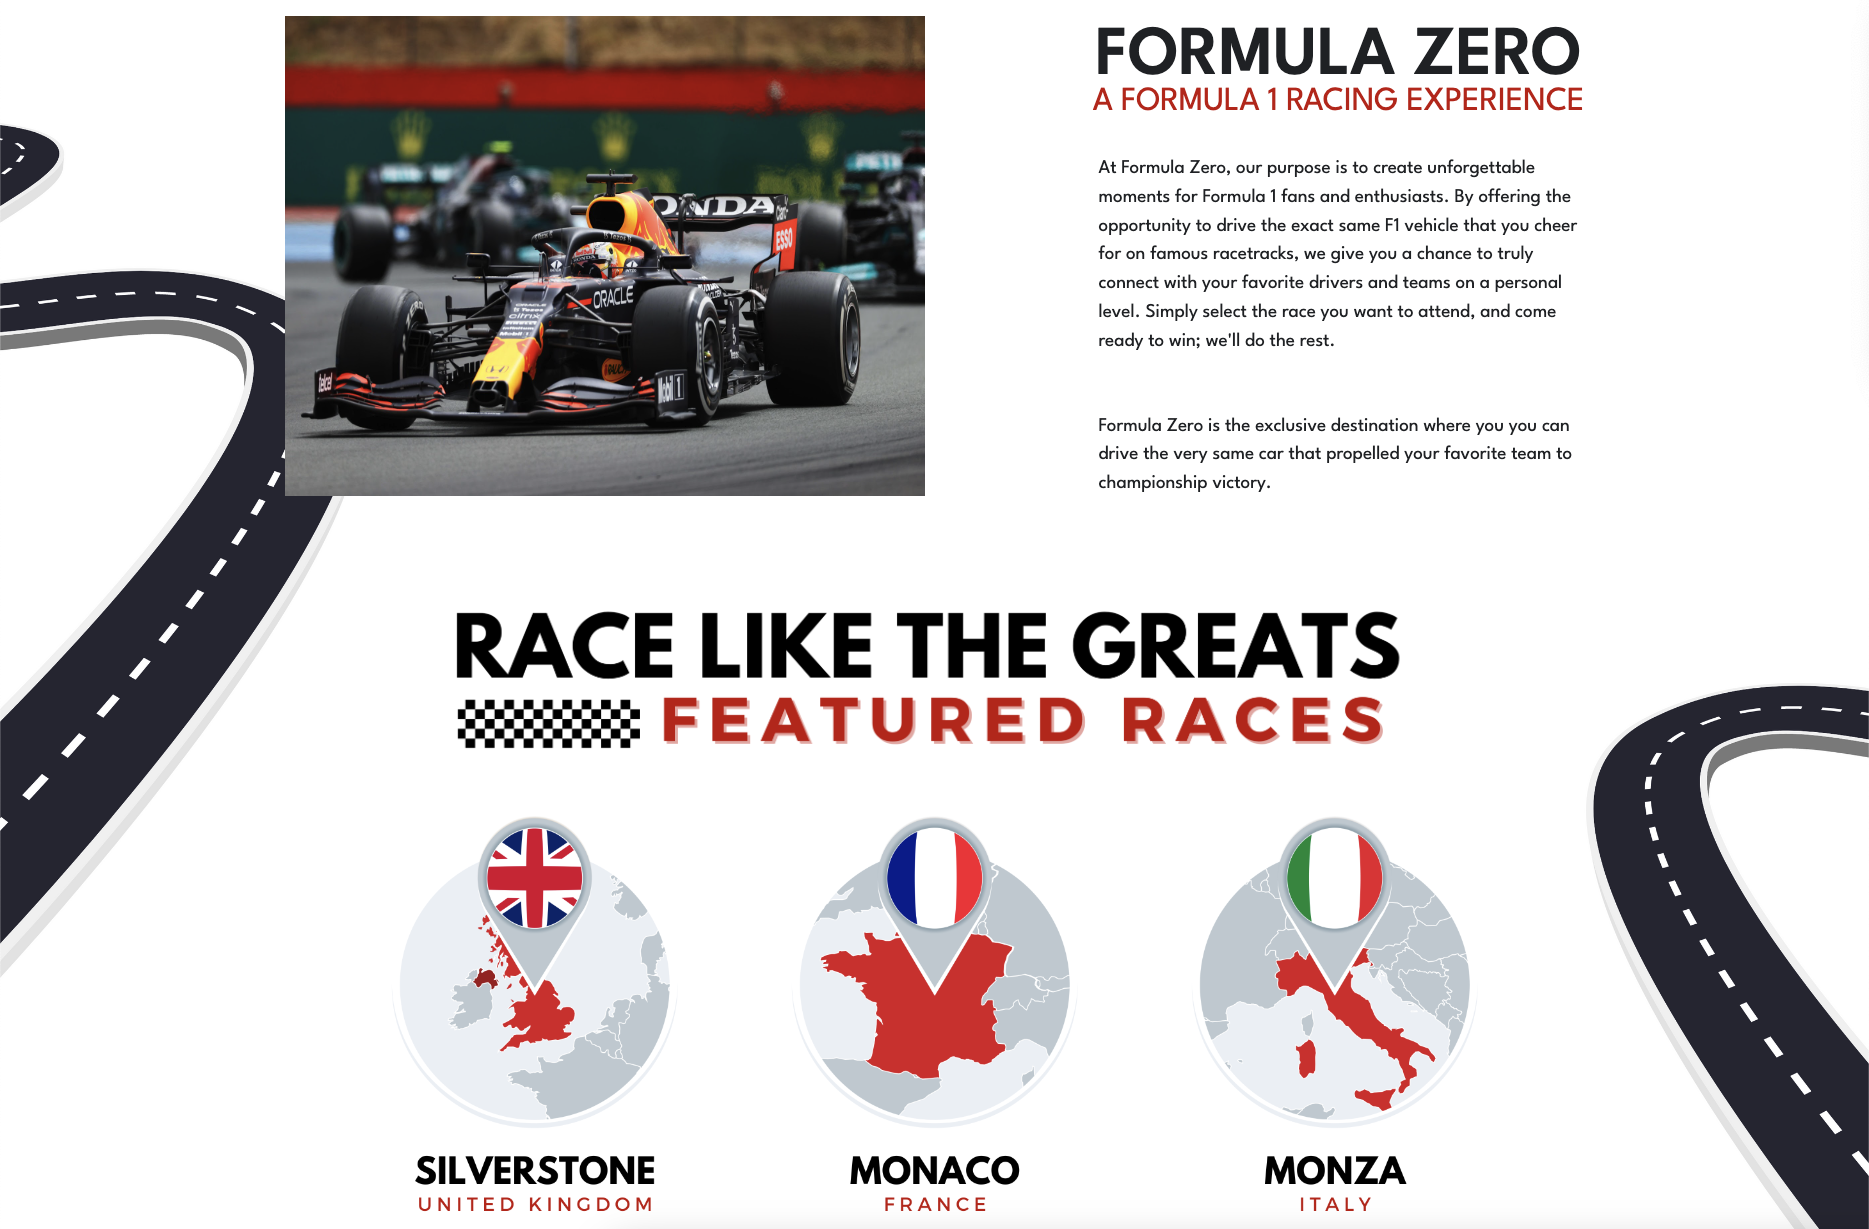 FORMULA ZERO
A FORMULA 1 RACING EXPERIENCE
At Formula Zero, our purpose is to create unforgettable
moments for Formula 1 fans and enthusiasts. By offering the
opportunity to drive the exact same F1 vehicle that you cheer
for on famous racetracks, we give you a chance to truly
connect with your favorite drivers and teams on a personal
level. Simply select the race you want to attend, and come
ready to win; we'll do the rest.
Formula Zero is the exclusive destination where you you can
drive the very same car that propelled your favorite team to
championship victory.
ONDA
Esso
ORACLE
ORACLE
citrix
Mobil 1
telcel
Mobil 1
RACE LIKE THE GREATS
FEATURED RACES
SILVERSTONE
UNITED KINGDOM
MONACO
FRANCE
MONZA
ITALY